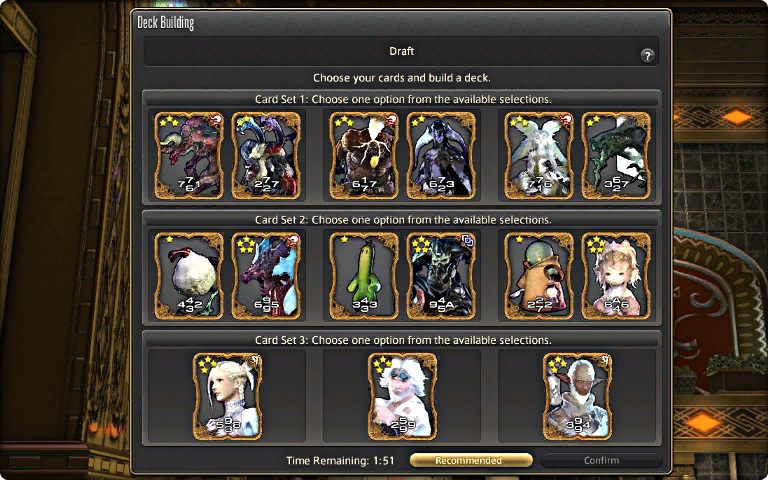 Deck Building
Draft
?
Choose your cards and build a deck.
Card Set 1: Choose one option from the available selections.
Card Set 2: Choose one option from the available selections.
Card Set 3: Choose one option from the available selections.
Time Remaining: 1:51
Recommended
Confirm